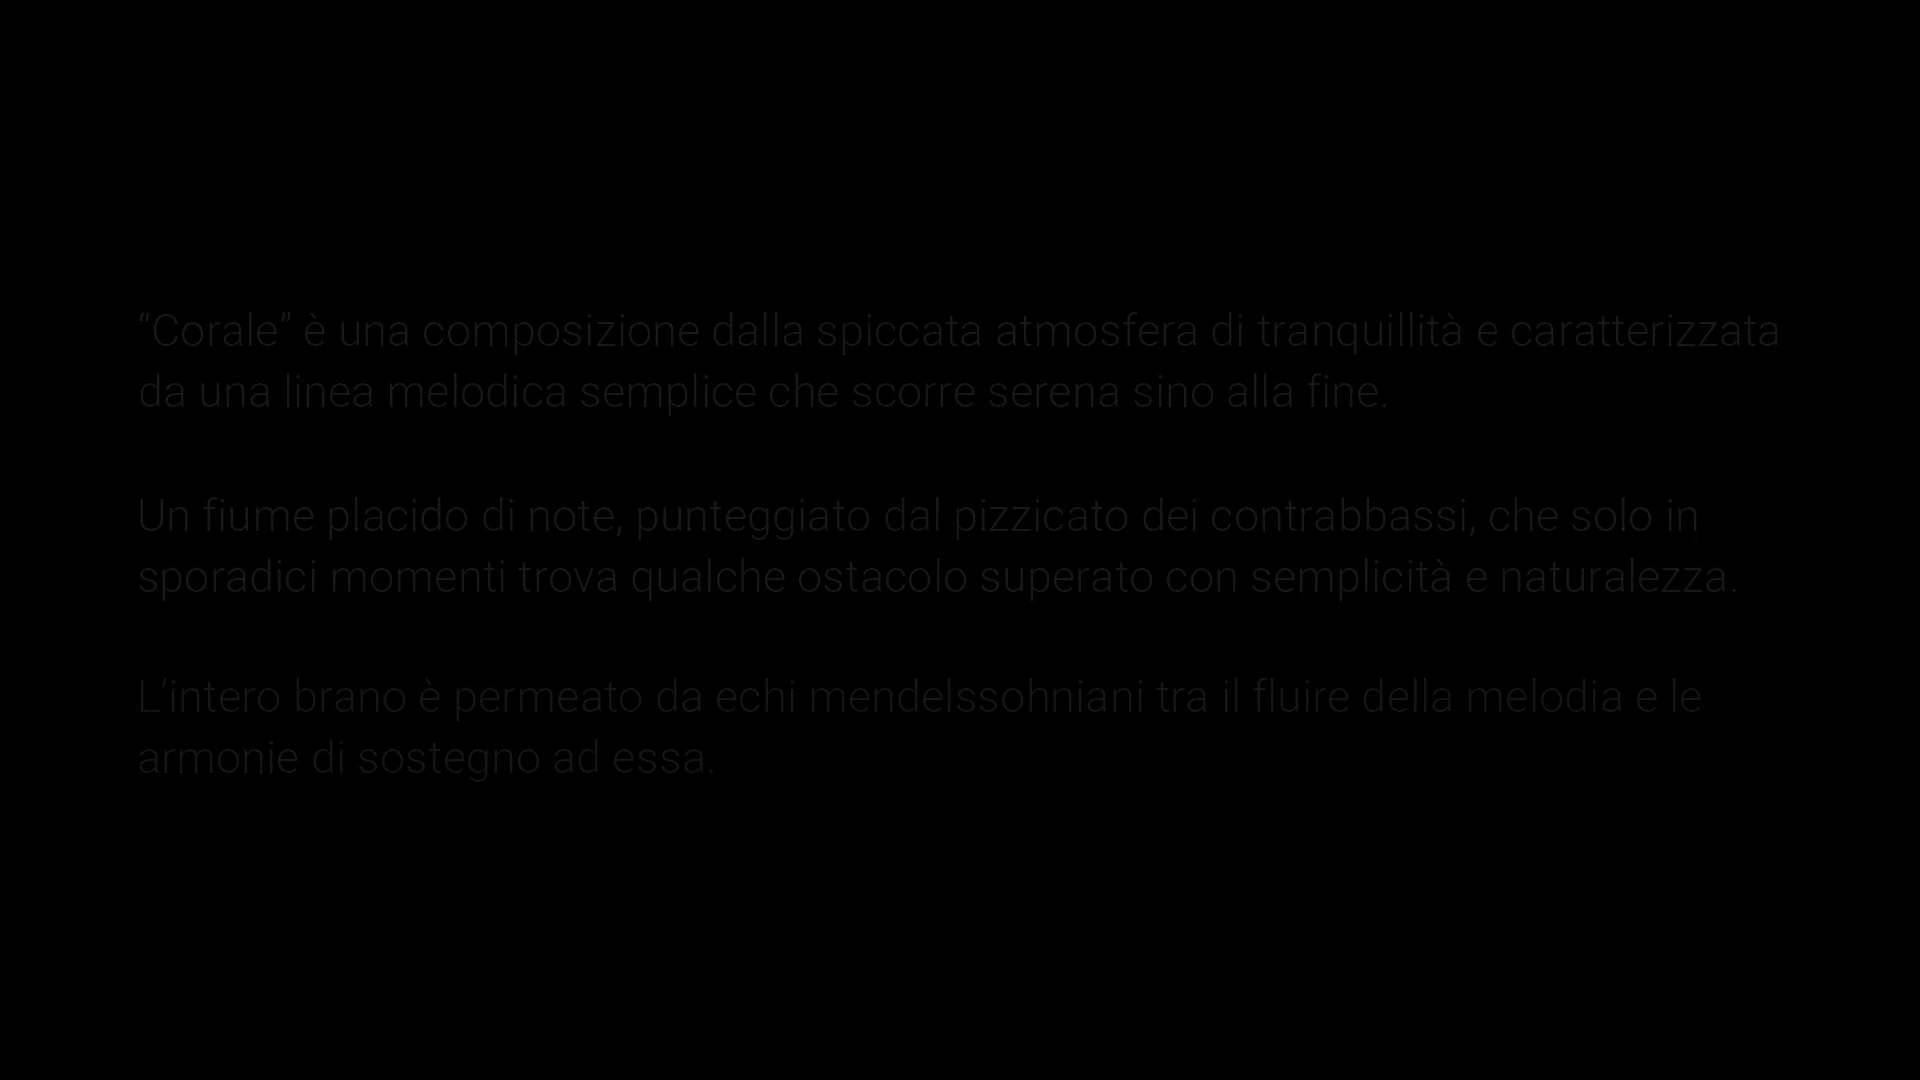 “Corale” è una composizione dalla spiccata atmosfera di tranquillità e caratterizzata
da una linea melodica semplice che scorre serena sino alla fine.
Un fiume placido di note, punteggiato dal pizzicato dei contrabbassi, che solo in
sporadici momenti trova qualche ostacolo superato con semplicità e naturalezza.
L’intero brano è permeato da echi mendelssohniani tra il fluire della melodia e le
armonie di sostegno ad essa.